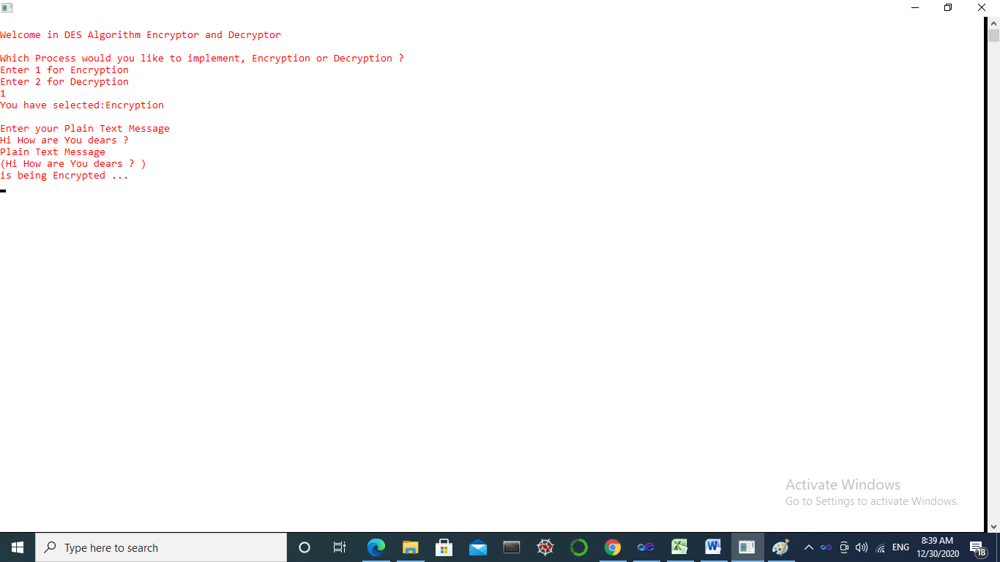 Welcome in DES Algorithm Encryptor and Decryptor
Which Process would you like to implement, Encryption or Decryption ?
Enter 1 for Encryption
Enter 2 for Decryption
1
You have selected:Encryption
Enter your Plain Text Message
Hi How are You dears ?
Plain Text Message
(Hi How are You dears ? )
is being Encrypted ...
Activate Windows
Go to Settings to activate Windows.
Type here to search
ENG
8:39 AM
12/30/2020
18